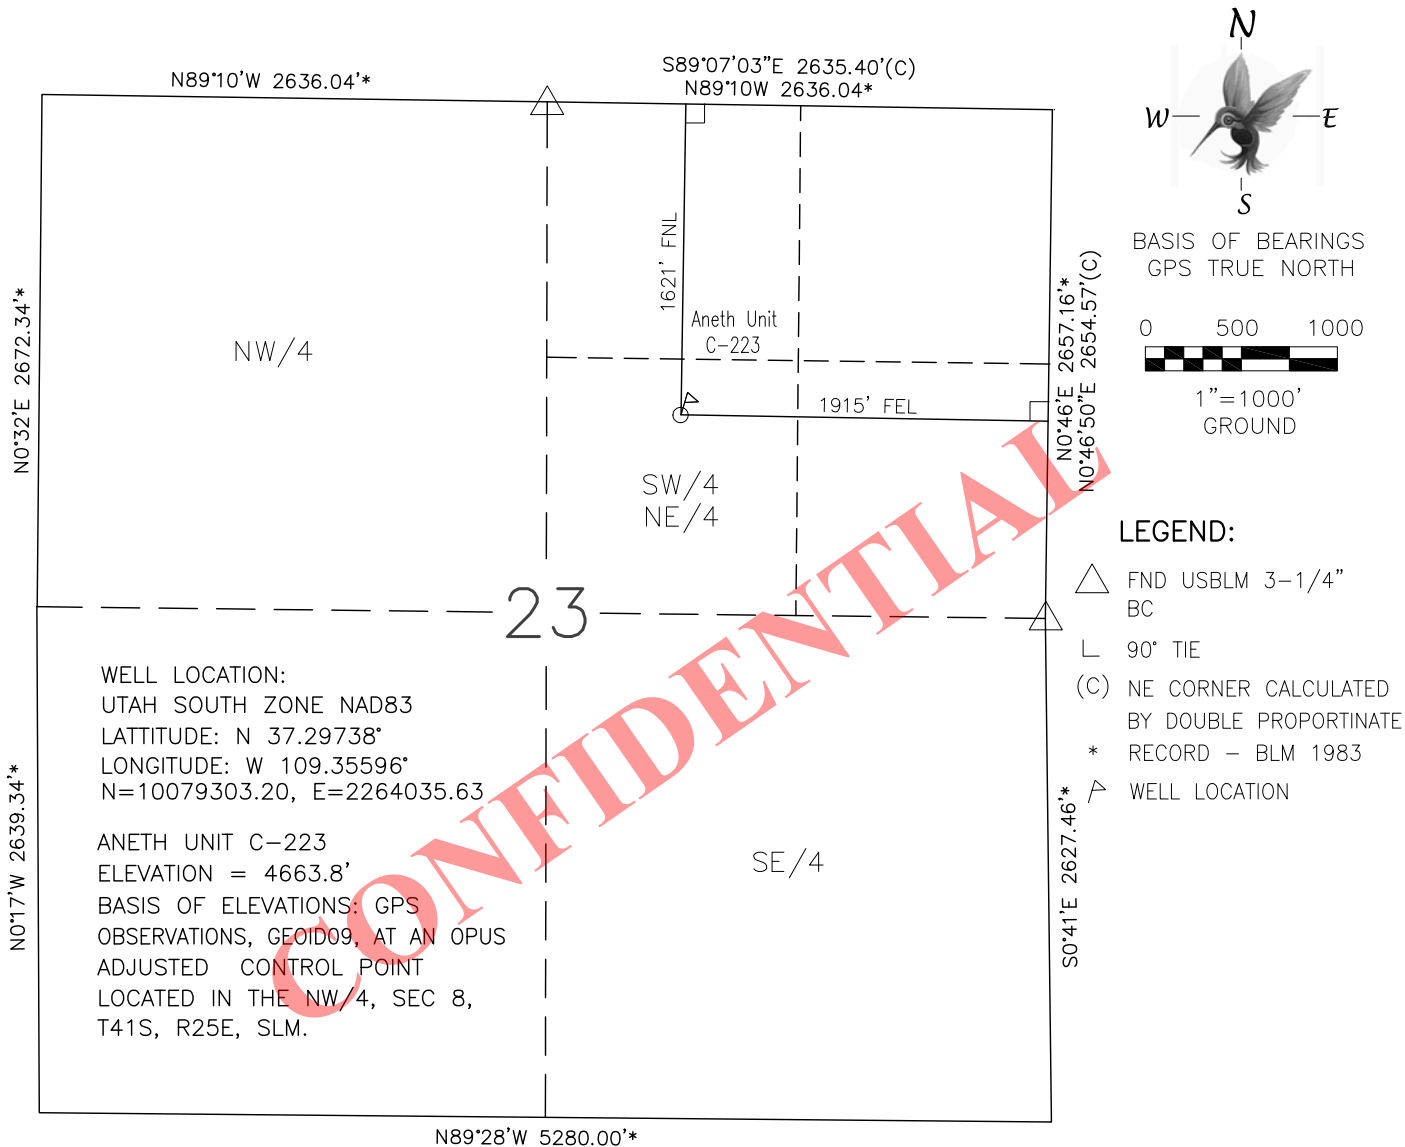 N89°10'W 2636.04'*
S89°07'03"E 2635.40'(C)
N89°10W 2636.04*
N
W
E
S
BASIS OF BEARINGS
GPS TRUE NORTH
0 500 1000
1"=1000'
GROUND
N0°32'E 2672.34'*
NW/4
1621' FNL
Aneth Unit
C-223
1915' FEL
N0°46'E 2657.16'*
N0°46'50"E 2654.57'(C)
SW/4
NE/4
23
LEGEND:
FND USBLM 3-1/4"
BC
90° TIE
(C) NE CORNER CALCULATED
BY DOUBLE PROPORTINATE
* RECORD - BLM 1983
WELL LOCATION
WELL LOCATION:
UTAH SOUTH ZONE NAD83
LATTITUDE: N 37.29738°
LONGITUDE: W 109.35596°
N=10079303.20, E=2264035.63
ANETH UNIT C-223
ELEVATION = 4663.8'
BASIS OF ELEVATIONS: GPS
OBSERVATIONS, GEOID09, AT AN OPUS
ADJUSTED CONTROL POINT
LOCATED IN THE NW/4, SEC 8,
T41S, R25E, SLM.
N0°17'W 2639.34'*
SE/4
S0°41'E 2627.46'*
N89°28'W 5280.00'*
CONFIDENTIAL